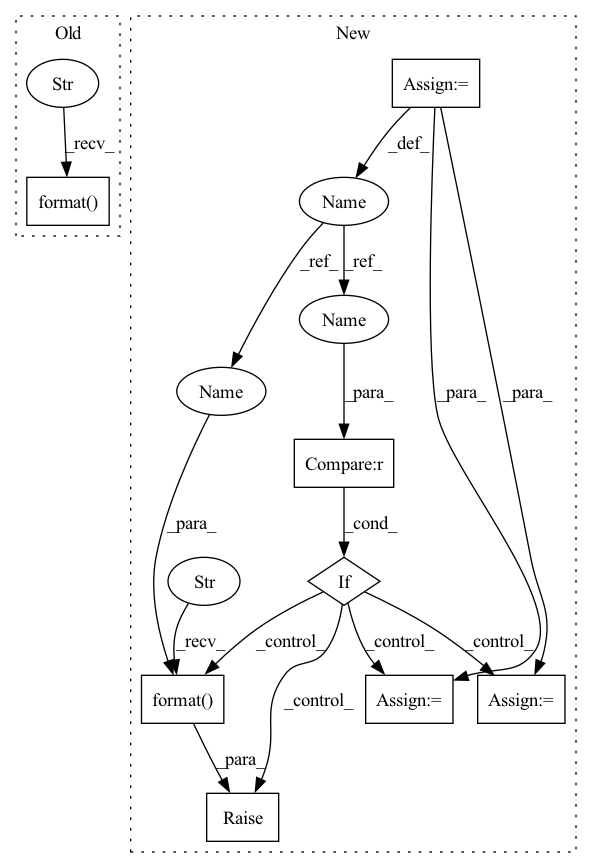 Old
New
Str
Assign:=
_recv_
_def_
format()
Name
_ref_
_ref_
Name
Name
_para_
_para_
_para_
Compare:r
_para_
_cond_
Str
If
_recv_
_control_
_control_
_control_
format()
_control_
Assign:=
Assign:=
_para_
Raise